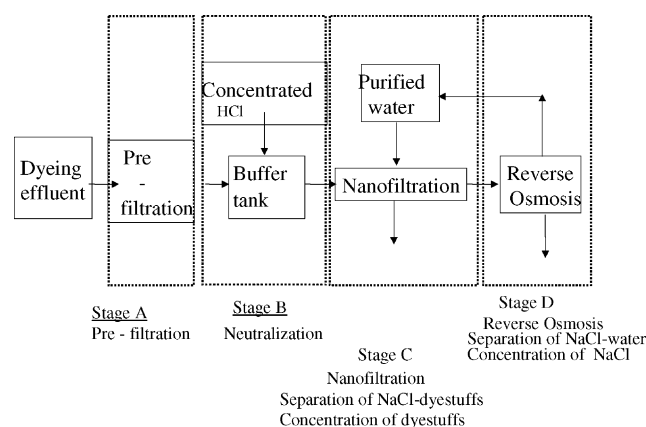 Concentrated
HCl
Purified
water
Dyeing
effluent
Pre
-
filtration
Buffer
tank
Nanofiltration
Reverse
Osmosis
Stage A
Pre - filtration
Stage B
Neutralization
Stage C
Nanofiltration
Separation of NaCl-dyestuffs
Concentration of dyestuffs
Stage D
Reverse Osmosis
Separation of NaCl-water
Concentration of NaCl